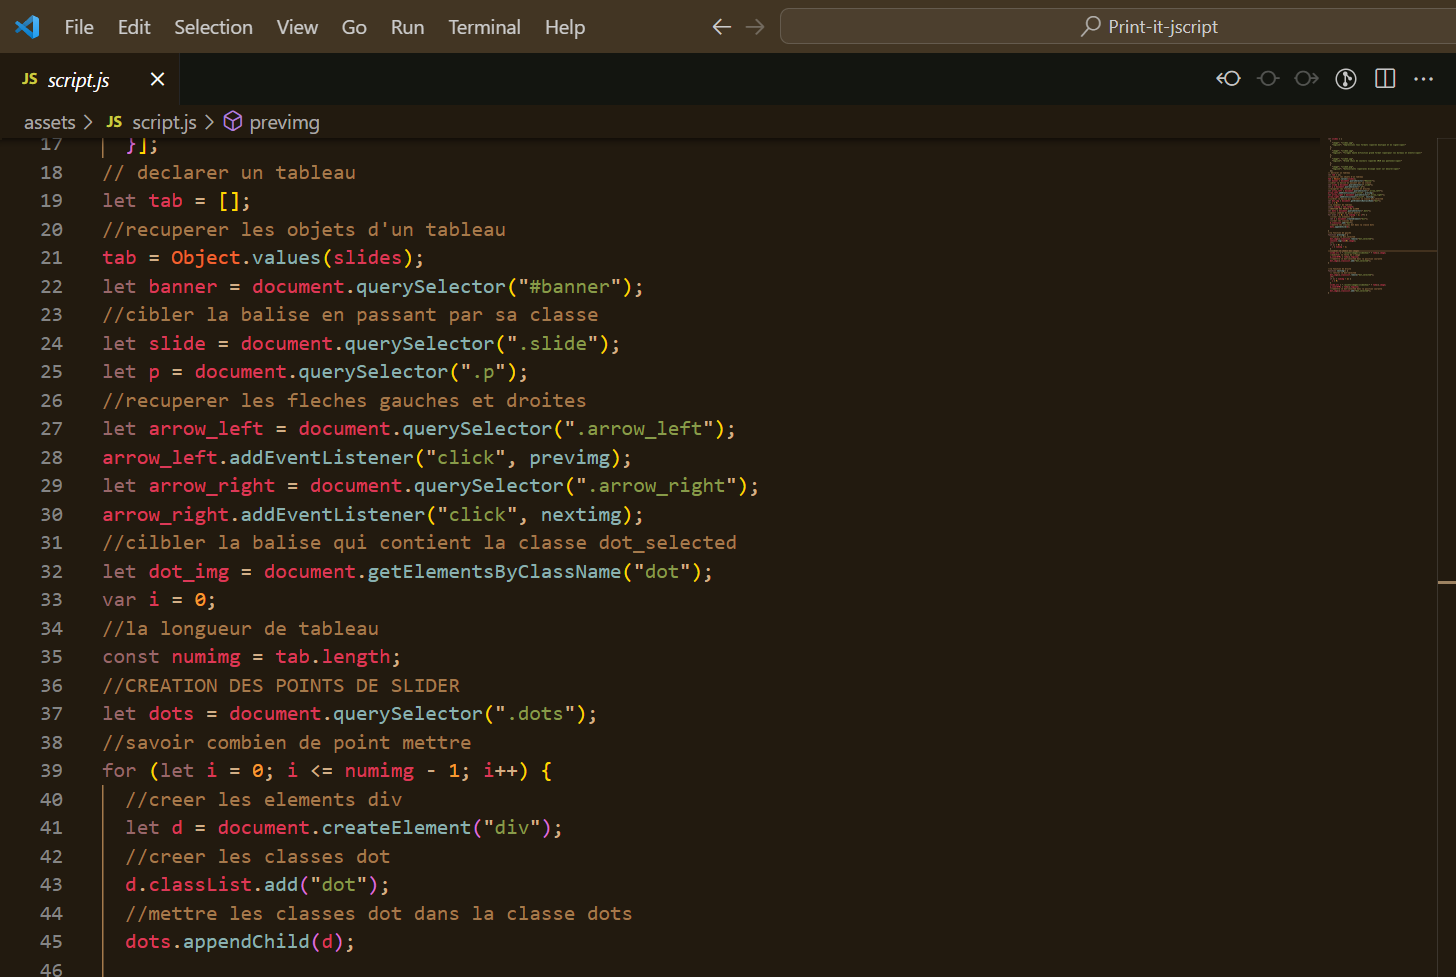 File Edit Selection View Go Run Terminal Help Print-it-jscript
JS script.js
assets > JS script.js > previmg
17 }];
18 // declarer un tableau
19 let tab = [];
20 //recuperer les objets d'un tableau
21 tab = Object.values(slides);
22 let banner = document.querySelector("#banner");
23 //cibler la balise en passant par sa classe
24 let slide = document.querySelector(".slide");
25 let p = document.querySelector(".p");
26 //recuperer les fleches gauches et droites
27 let arrow_left = document.querySelector(".arrow_left");
28 arrow_left.addEventListener("click", previmg);
29 let arrow_right = document.querySelector(".arrow_right");
30 arrow_right.addEventListener("click", nextimg);
31 //cilbler la balise qui contient la classe dot_selected
32 let dot_img = document.getElementsByClassName("dot");
33 var i = 0;
34 //la longueur de tableau
35 const numimg = tab.length;
36 //CREATION DES POINTS DE SLIDER
37 let dots = document.querySelector(".dots");
38 //savoir combien de point mettre
39 for (let i = 0; i <= numimg - 1; i++) {
40 //creer les elements div
41 let d = document.createElement("div");
42 //creer les classes dot
43 d.classList.add("dot");
44 //mettre les classes dot dans la classe dots
45 dots.appendChild(d);
46